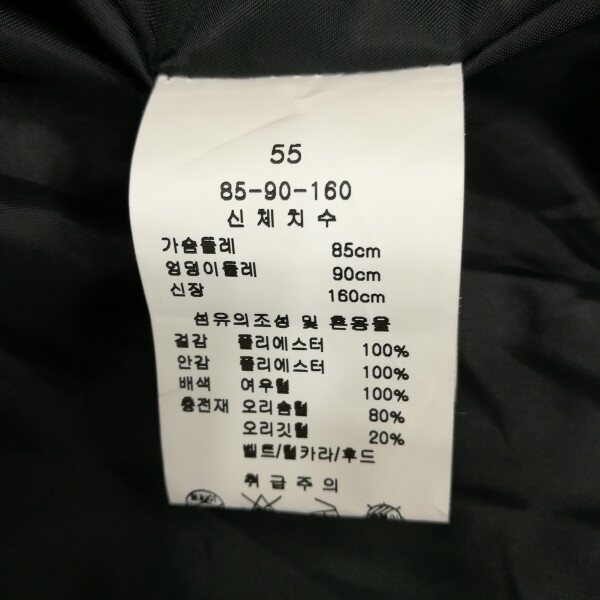 55
85-90-160
신체치수
가슴둘레 85cm
엉덩이둘레 90cm
신장 160cm
섬유의조성 및 혼용율
겉감 폴리에스터 100%
안감 폴리에스터 100%
배색 여우털 100%
충전재 오리솜털 80%
오리깃털 20%
벨트/털카라/후드
취급주의